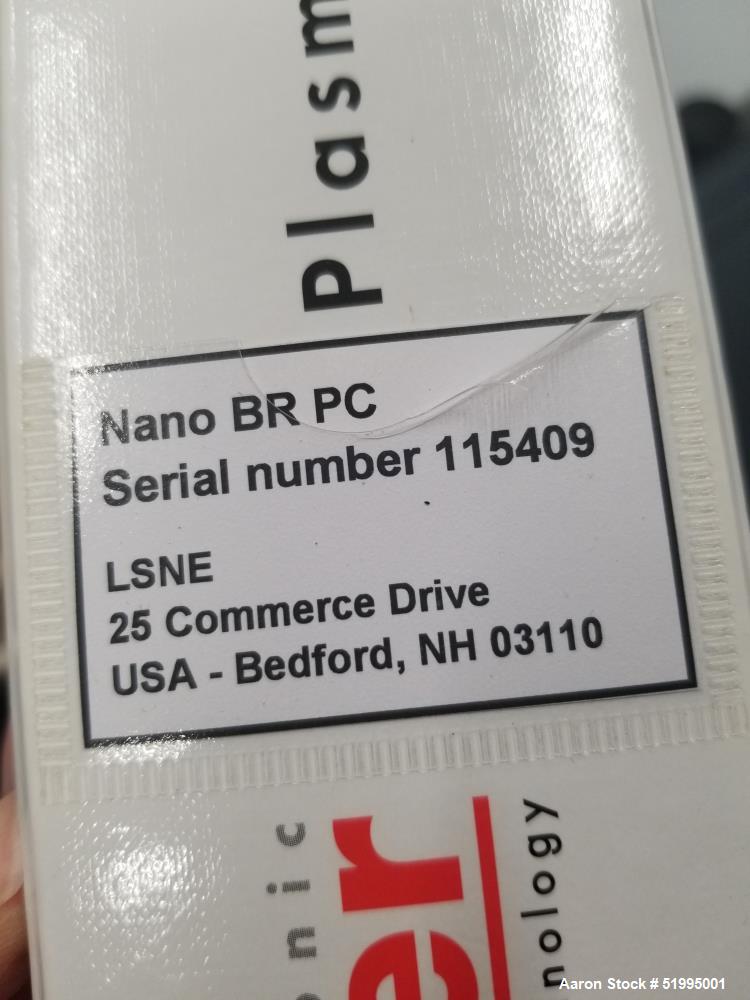 Plasm
Nano BR PC
Serial number 115409
LSNE
25 Commerce Drive
USA - Bedford, NH 03110
nic
er
nology
Aaron Stock # 51995001